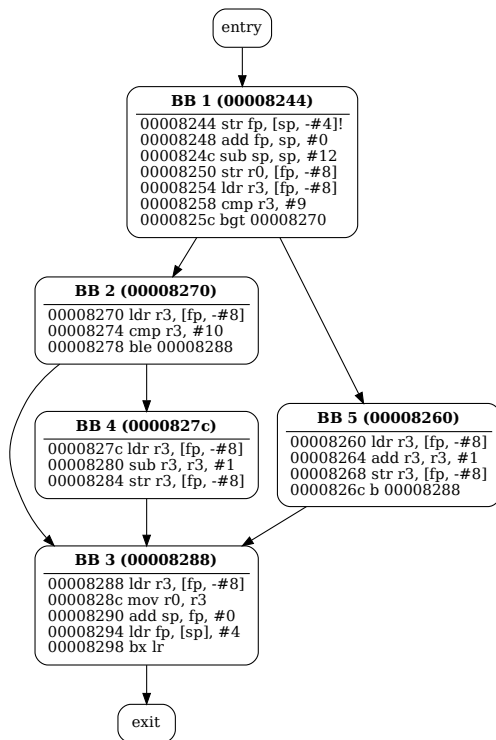 entry
BB 1 (00008244)
00008244 str fp, [sp, -#4]!
00008248 add fp, sp, #0
0000824c sub sp, sp, #12
00008250 str r0, [fp, -#8]
00008254 ldr r3, [fp, -#8]
00008258 cmp r3, #9
0000825c bgt 00008270
BB 2 (00008270)
00008270 ldr r3, [fp, -#8]
00008274 cmp r3, #10
00008278 ble 00008288
BB 4 (0000827c)
0000827c ldr r3, [fp, -#8]
00008280 sub r3, r3, #1
00008284 str r3, [fp, -#8]
BB 5 (00008260)
00008260 ldr r3, [fp, -#8]
00008264 add r3, r3, #1
00008268 str r3, [fp, -#8]
0000826c b 00008288
BB 3 (00008288)
00008288 ldr r3, [fp, -#8]
0000828c mov r0, r3
00008290 add sp, fp, #0
00008294 ldr fp, [sp], #4
00008298 bx lr
exit